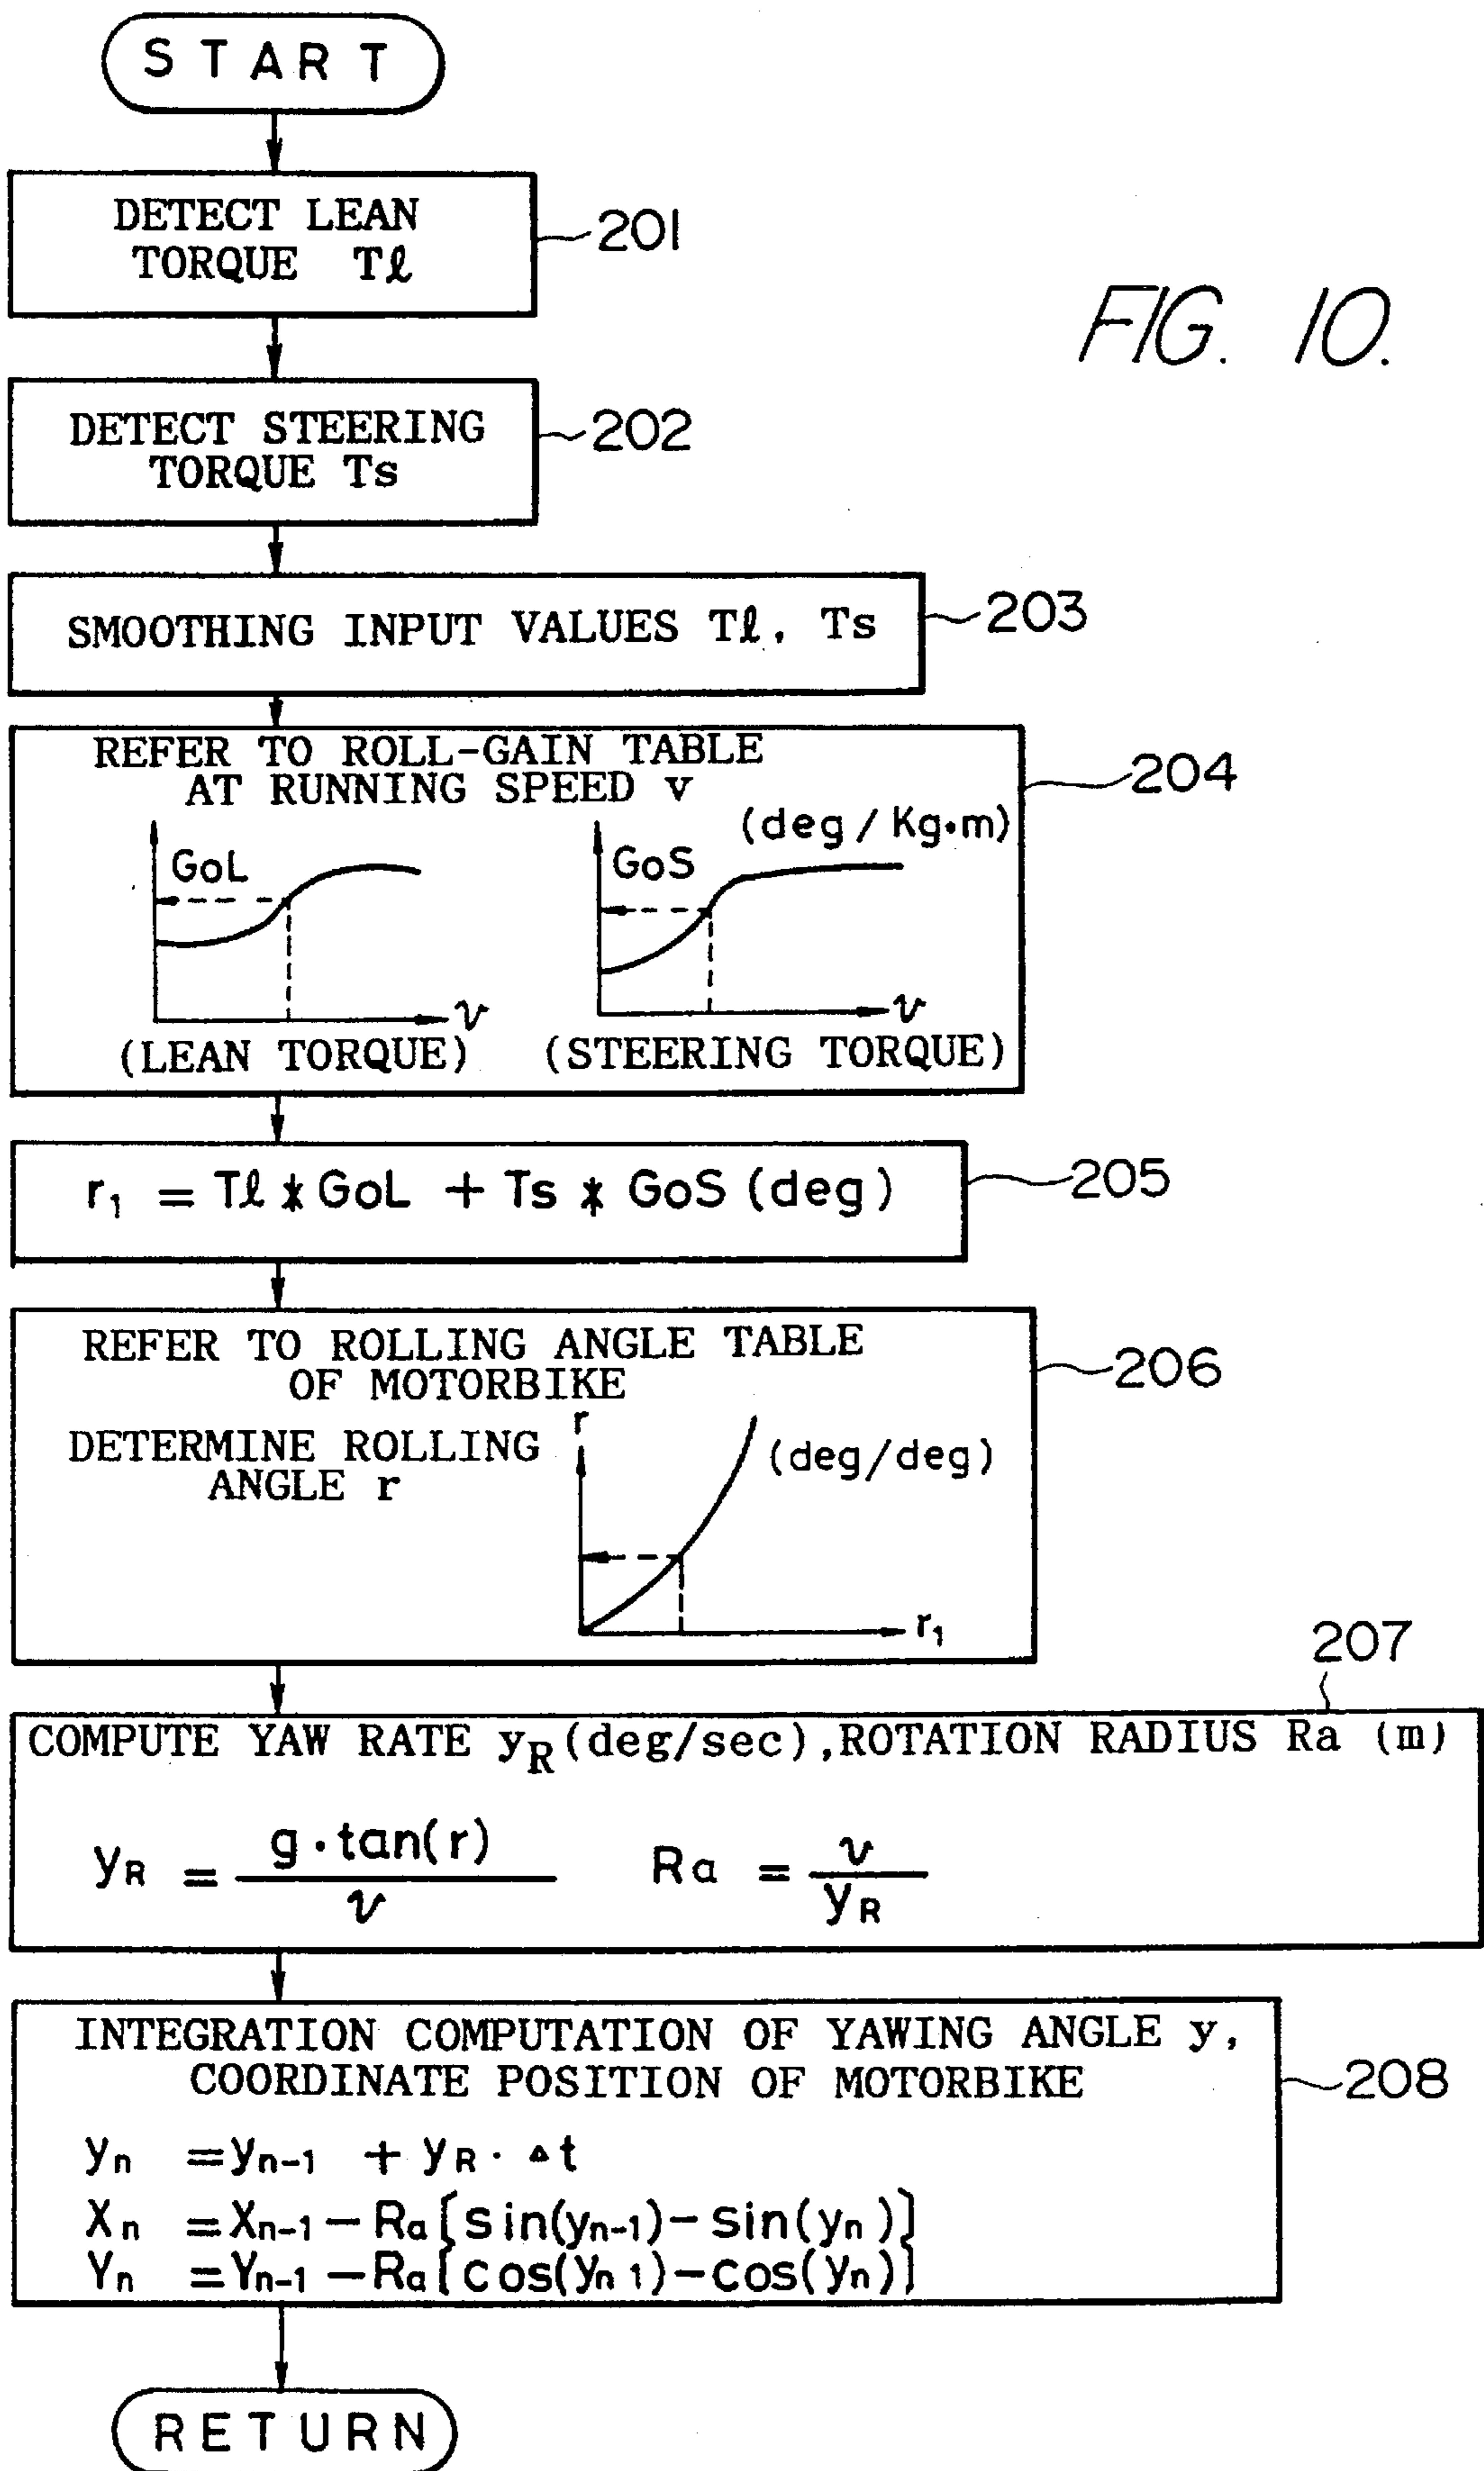 START
DETECT LEAN
TORQUE Tℓ
201
FIG. 10.
DETECT STEERING
TORQUE Ts
202
SMOOTHING INPUT VALUES Tℓ, Ts
203
REFER TO ROLL-GAIN TABLE
AT RUNNING SPEED v
204
(deg/Kg·m)
GoL
GoS
v
v
(LEAN TORQUE)
(STEERING TORQUE)
r₁ = Tℓ * GoL + Ts * GoS (deg)
205
REFER TO ROLLING ANGLE TABLE
OF MOTORBIKE
206
DETERMINE ROLLING
ANGLE r
r
(deg/deg)
r₁
207
COMPUTE YAW RATE y_R (deg/sec), ROTATION RADIUS Ra (m)
y_R = g·tan(r) / v
Ra = v / y_R
INTEGRATION COMPUTATION OF YAWING ANGLE y,
COORDINATE POSITION OF MOTORBIKE
208
yn = yn-1 + y_R · Δt
Xn = Xn-1 − Ra{sin(yn-1) − sin(yn)}
Yn = Yn-1 − Ra{cos(yn 1) − cos(yn)}
RETURN